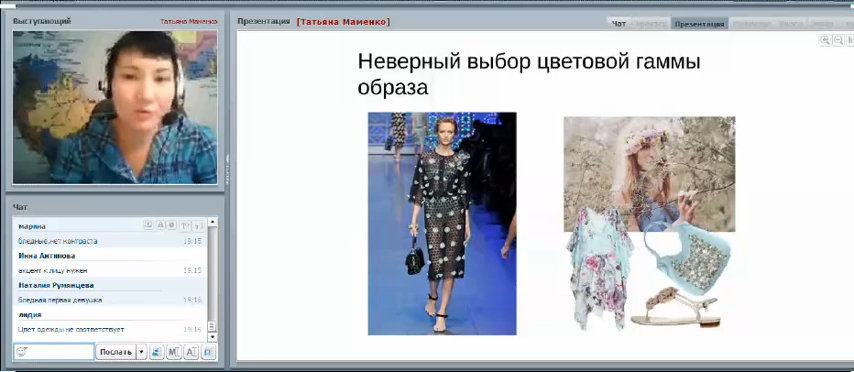 Выступающий
Татьяна Маменко
Презентация [Татьяна Маменко]
Чат
Презентация
Неверный выбор цветовой гаммы
образа
Чат
марина
бледные,нет контраста 19:15
Инна Антипова
акцент к лицу нужен 19:15
Наталия Румянцева
бледная первая девушка 19:16
лидия
Цвет одежды не соответствует 19:16
Послать